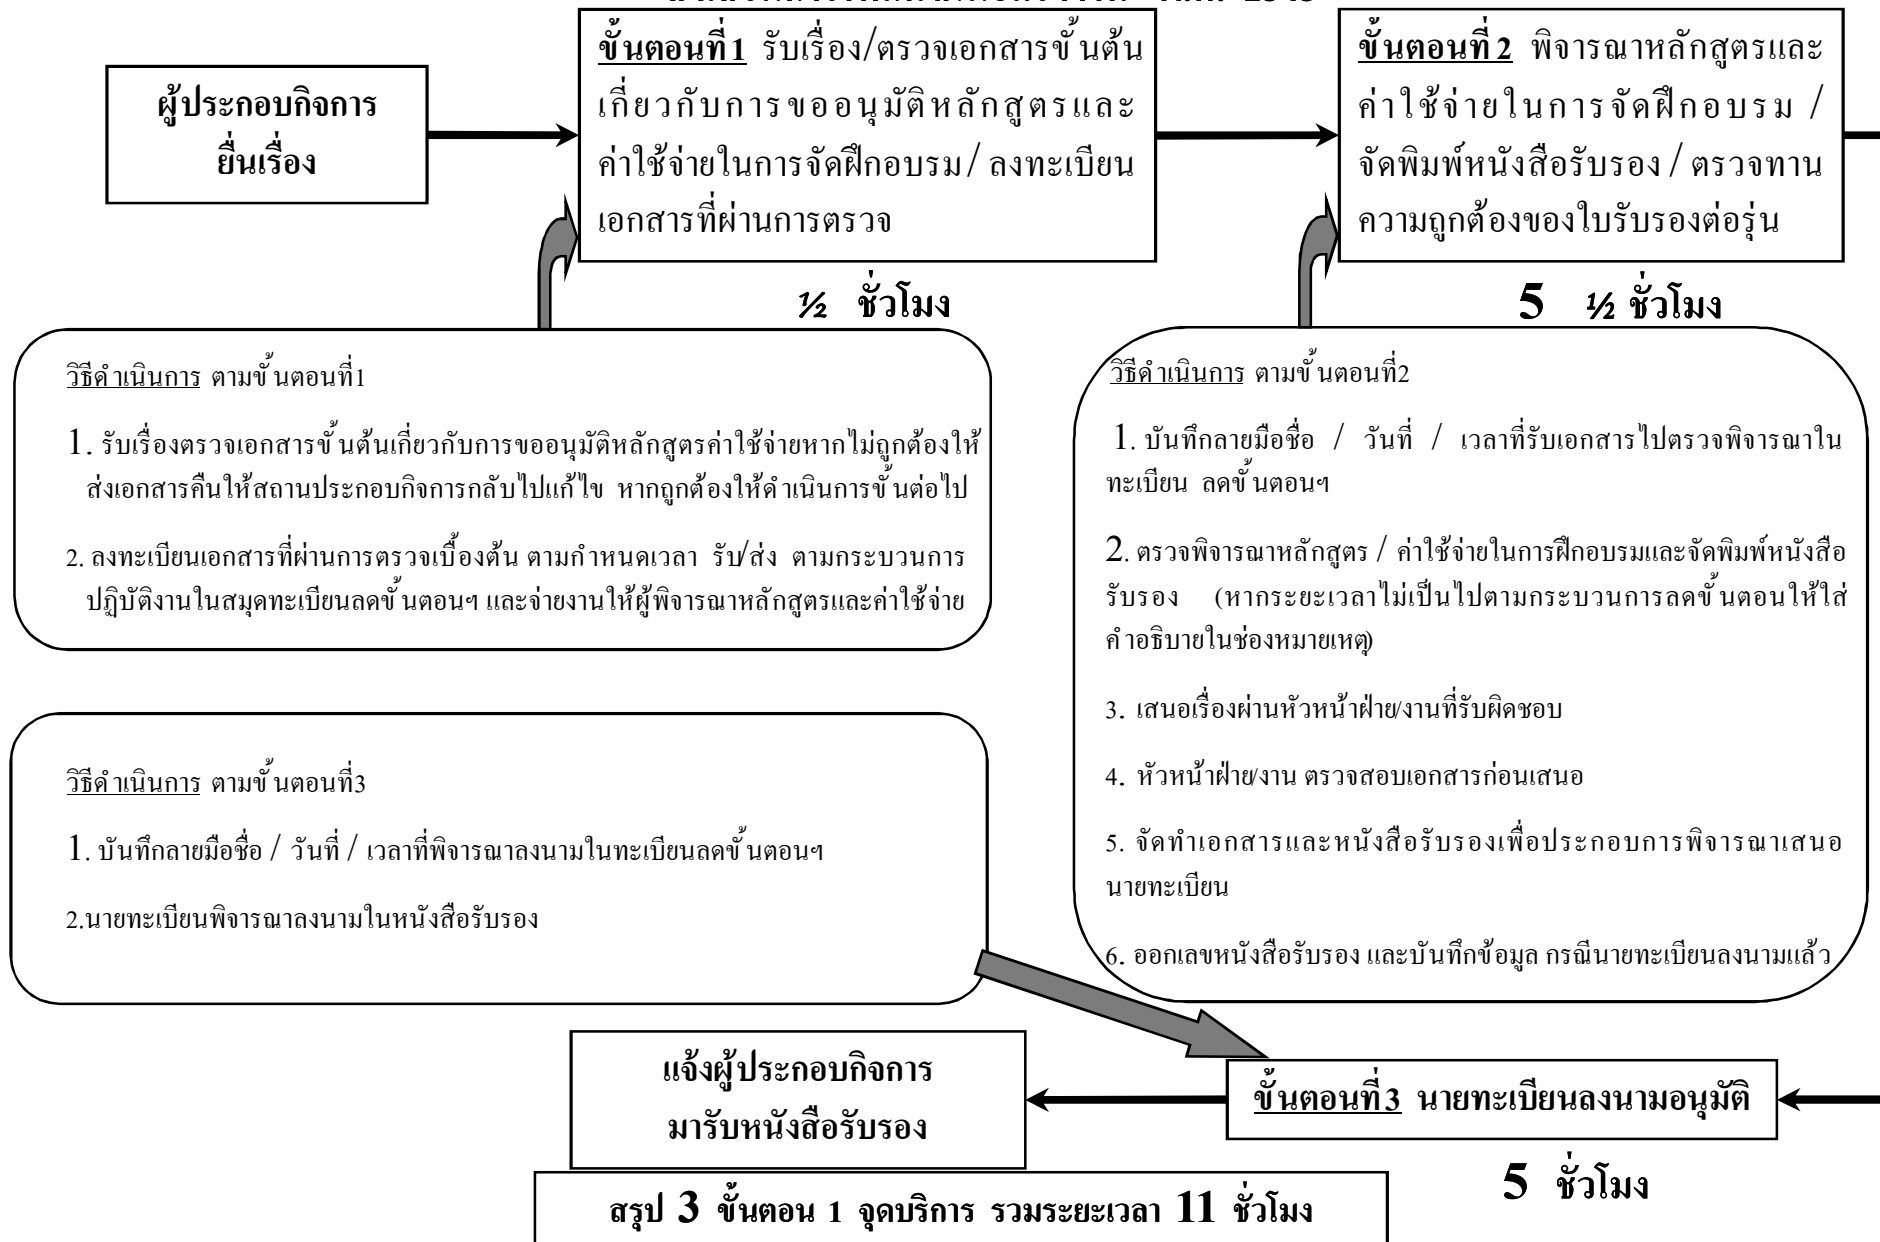 ผู้ประกอบกิจการ
ยื่นเรื่อง
ขั้นตอนที่1 รับเรื่อง/ตรวจเอกสารขั้นต้น
เกี่ยวกับการขออนุมัติหลักสูตรและ
ค่าใช้จ่ายในการจัดฝึกอบรม/ ลงทะเบียน
เอกสารที่ผ่านการตรวจ
½ ชั่วโมง
ขั้นตอนที่2 พิจารณาหลักสูตรและ
ค่าใช้จ่ายในการจัดฝึกอบรม /
จัดพิมพ์หนังสือรับรอง / ตรวจทาน
ความถูกต้องของใบรับรองต่อรุ่น
5 ½ ชั่วโมง
วิธีดำเนินการ ตามขั้นตอนที่1
1. รับเรื่องตรวจเอกสารขั้นต้นเกี่ยวกับการขออนุมัติหลักสูตรค่าใช้จ่ายหากไม่ถูกต้องให้
ส่งเอกสารคืนให้สถานประกอบกิจการกลับไปแก้ไข หากถูกต้องให้ดำเนินการขั้นต่อไป
2. ลงทะเบียนเอกสารที่ผ่านการตรวจเบื้องต้น ตามกำหนดเวลา รับ/ส่ง ตามกระบวนการ
ปฏิบัติงานในสมุดทะเบียนลดขั้นตอนฯ และจ่ายงานให้ผู้พิจารณาหลักสูตรและค่าใช้จ่าย
วิธีดำเนินการ ตามขั้นตอนที่2
1. บันทึกลายมือชื่อ / วันที่ / เวลาที่รับเอกสารไปตรวจพิจารณาใน
ทะเบียน ลดขั้นตอนฯ
2. ตรวจพิจารณาหลักสูตร / ค่าใช้จ่ายในการฝึกอบรมและจัดพิมพ์หนังสือ
รับรอง (หากระยะเวลาไม่เป็นไปตามกระบวนการลดขั้นตอนให้ใส่
คำอธิบายในช่องหมายเหตุ)
3. เสนอเรื่องผ่านหัวหน้าฝ่าย/งานที่รับผิดชอบ
4. หัวหน้าฝ่าย/งาน ตรวจสอบเอกสารก่อนเสนอ
5. จัดทำเอกสารและหนังสือรับรองเพื่อประกอบการพิจารณาเสนอ
นายทะเบียน
6. ออกเลขหนังสือรับรอง และบันทึกข้อมูล กรณีนายทะเบียนลงนามแล้ว
วิธีดำเนินการ ตามขั้นตอนที่3
1. บันทึกลายมือชื่อ / วันที่ / เวลาที่พิจารณาลงนามในทะเบียนลดขั้นตอนฯ
2.นายทะเบียนพิจารณาลงนามในหนังสือรับรอง
แจ้งผู้ประกอบกิจการ
มารับหนังสือรับรอง
ขั้นตอนที่3 นายทะเบียนลงนามอนุมัติ
5 ชั่วโมง
สรุป 3 ขั้นตอน 1 จุดบริการ รวมระยะเวลา 11 ชั่วโมง